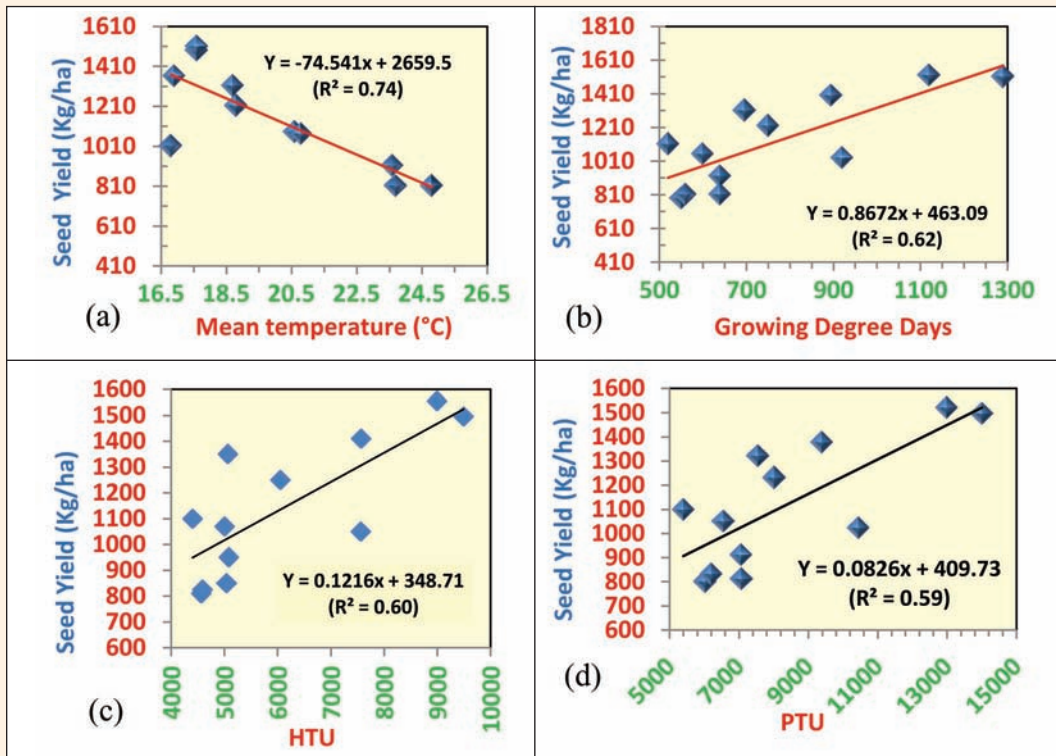 Seed Yield (Kg/ha)
1610
1410
1210
1010
810
610
410
Y = -74.541x + 2659.5
(R² = 0.74)
16.5 18.5 20.5 22.5 24.5 26.5
(a)
Mean temperature (°C)
Seed Yield (Kg/ha)
1810
1610
1410
1210
1010
810
610
410
Y = 0.8672x + 463.09
(R² = 0.62)
500 700 900 1100 1300
(b)
Growing Degree Days
Seed Yield (Kg/ha)
1600
1500
1400
1300
1200
1100
1000
900
800
700
600
Y = 0.1216x + 348.71
(R² = 0.60)
4000 5000 6000 7000 8000 9000 10000
(c)
HTU
Seed Yield (Kg/ha)
1600
1500
1400
1300
1200
1100
1000
900
800
700
600
Y = 0.0826x + 409.73
(R² = 0.59)
5000 7000 9000 11000 13000 15000
(d)
PTU